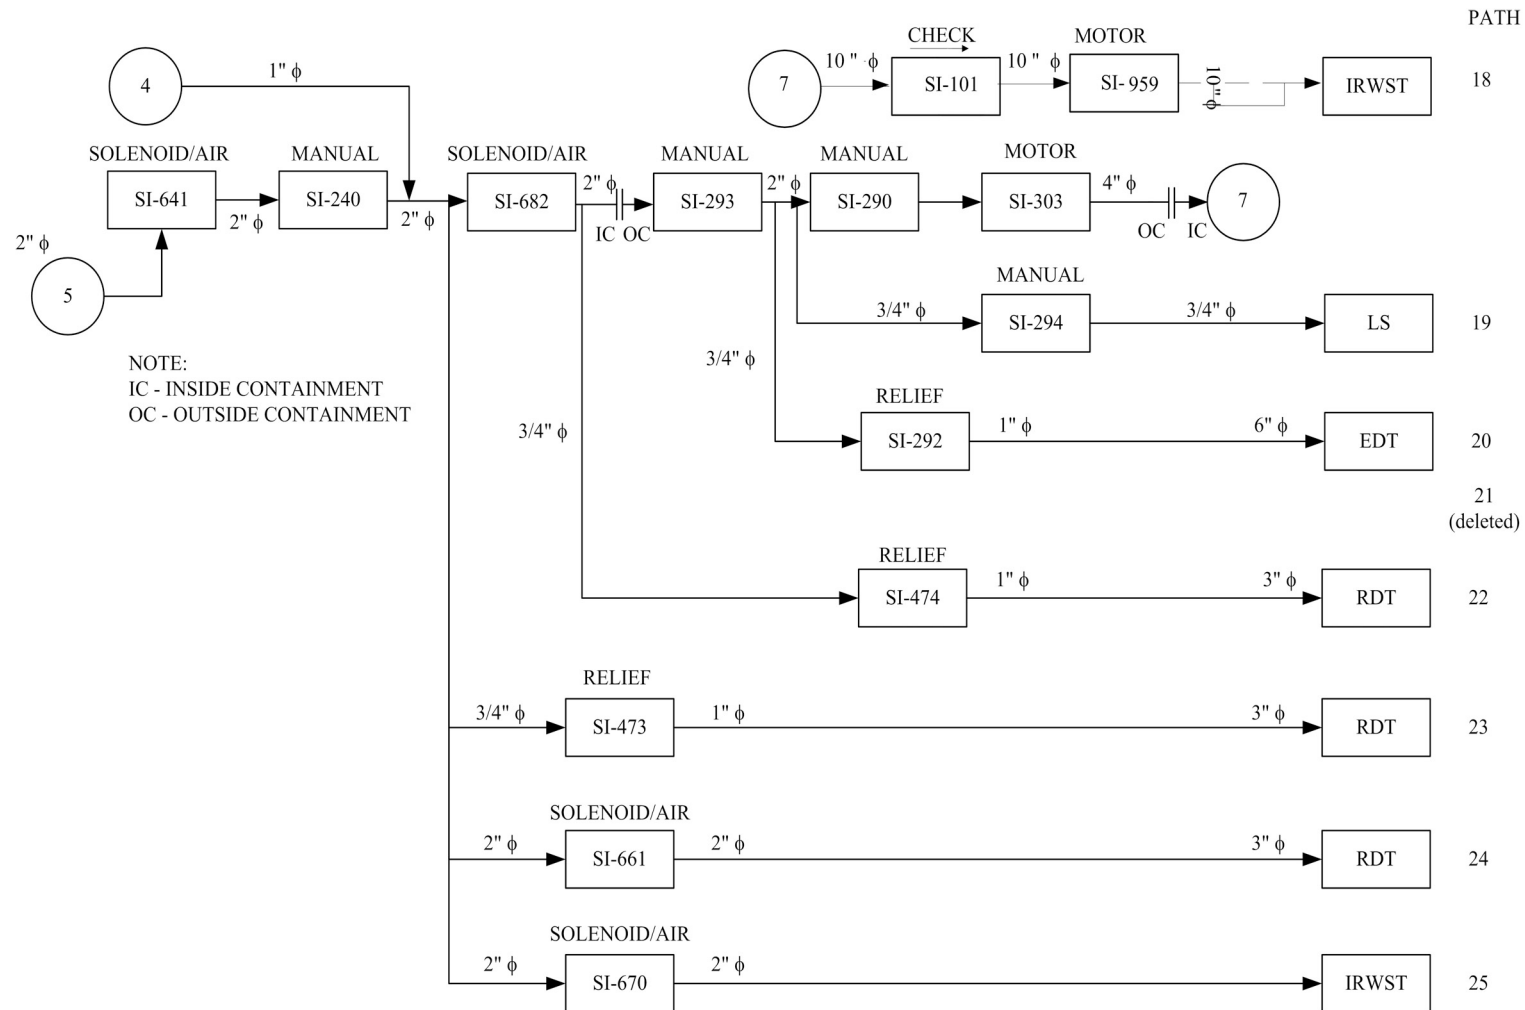 PATH
CHECK
MOTOR
4
1" ϕ
7
10 " ϕ
SI-101
10 " ϕ
SI- 959
10" ϕ
IRWST
18
SOLENOID/AIR
MANUAL
SOLENOID/AIR
MANUAL
MANUAL
MOTOR
SI-641
2" ϕ
SI-240
2" ϕ
SI-682
2" ϕ
IC OC
SI-293
2" ϕ
SI-290
SI-303
4" ϕ
OC IC
7
2" ϕ
5
MANUAL
3/4" ϕ
SI-294
3/4" ϕ
LS
19
NOTE:
IC - INSIDE CONTAINMENT
OC - OUTSIDE CONTAINMENT
3/4" ϕ
RELIEF
SI-292
1" ϕ
6" ϕ
EDT
20
3/4" ϕ
21
(deleted)
RELIEF
SI-474
1" ϕ
3" ϕ
RDT
22
RELIEF
3/4" ϕ
SI-473
1" ϕ
3" ϕ
RDT
23
SOLENOID/AIR
2" ϕ
SI-661
2" ϕ
3" ϕ
RDT
24
SOLENOID/AIR
2" ϕ
SI-670
2" ϕ
IRWST
25